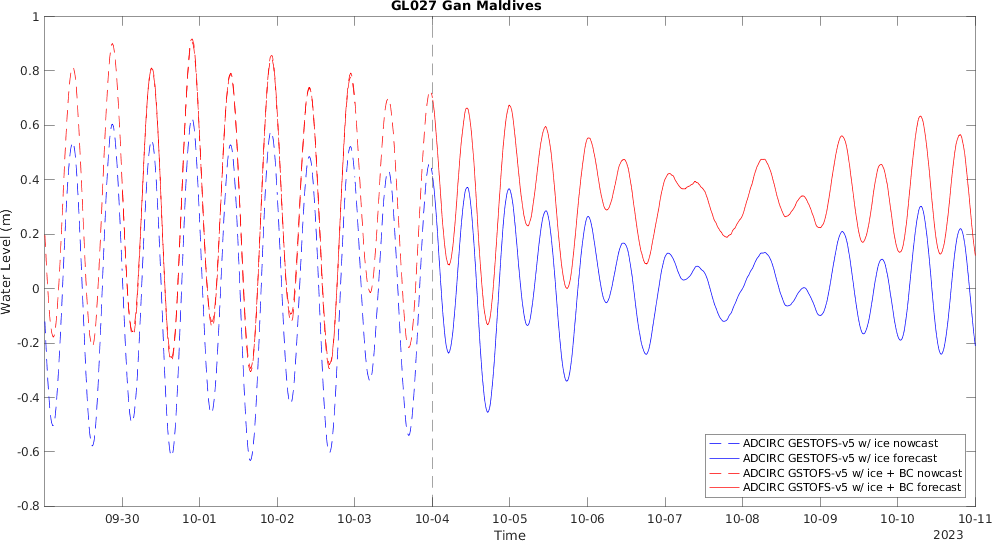 GL027 Gan Maldives
1
0.8
0.6
0.4
0.2
0
-0.2
-0.4
-0.6
-0.8
Water Level (m)
ADCIRC GESTOFS-v5 w/ ice nowcast
ADCIRC GESTOFS-v5 w/ ice forecast
ADCIRC GSTOFS-v5 w/ ice + BC nowcast
ADCIRC GSTOFS-v5 w/ ice + BC forecast
09-30 10-01 10-02 10-03 10-04 10-05 10-06 10-07 10-08 10-09 10-10 10-11
Time
2023